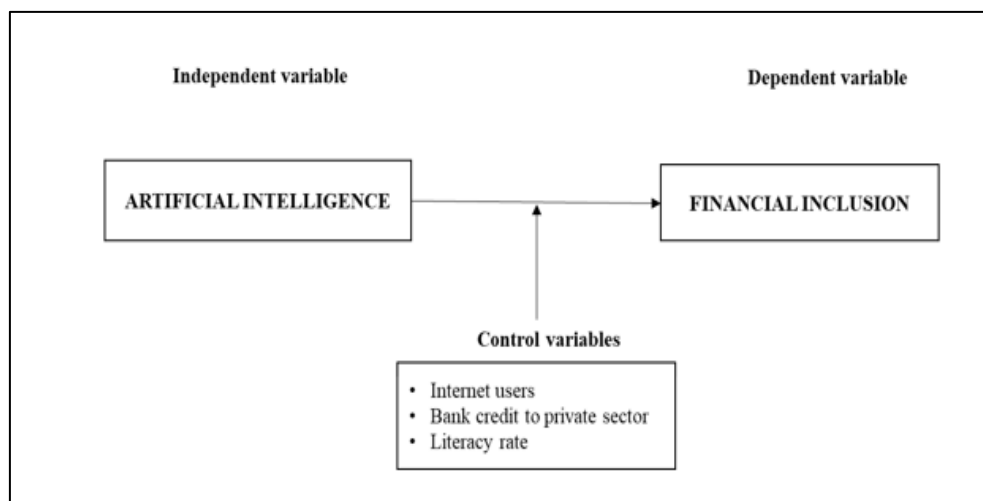 Independent variable
Dependent variable
ARTIFICIAL INTELLIGENCE
FINANCIAL INCLUSION
Control variables
• Internet users
• Bank credit to private sector
• Literacy rate